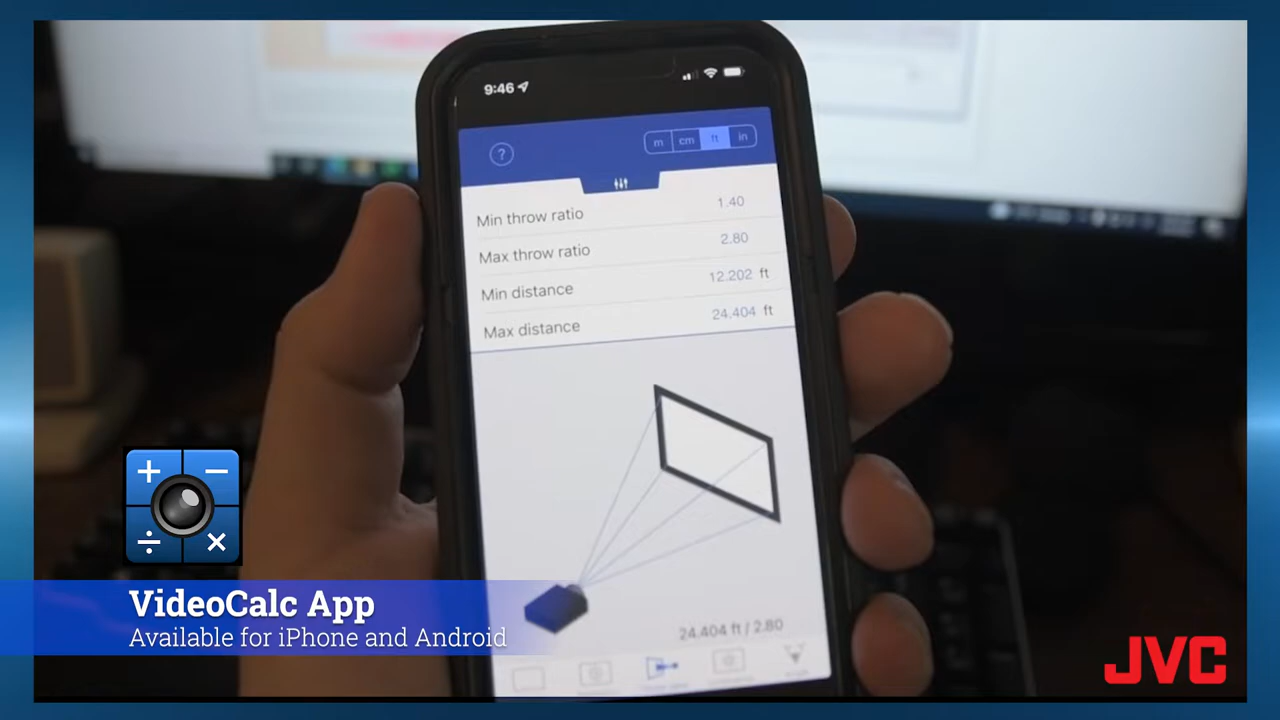 9:46
?
m cm ft in
Min throw ratio 1.40
Max throw ratio 2.80
Min distance 12.202 ft
Max distance 24.404 ft
24.404 ft / 2.80
+ −
÷ ×
VideoCalc App
Available for iPhone and Android
JVC